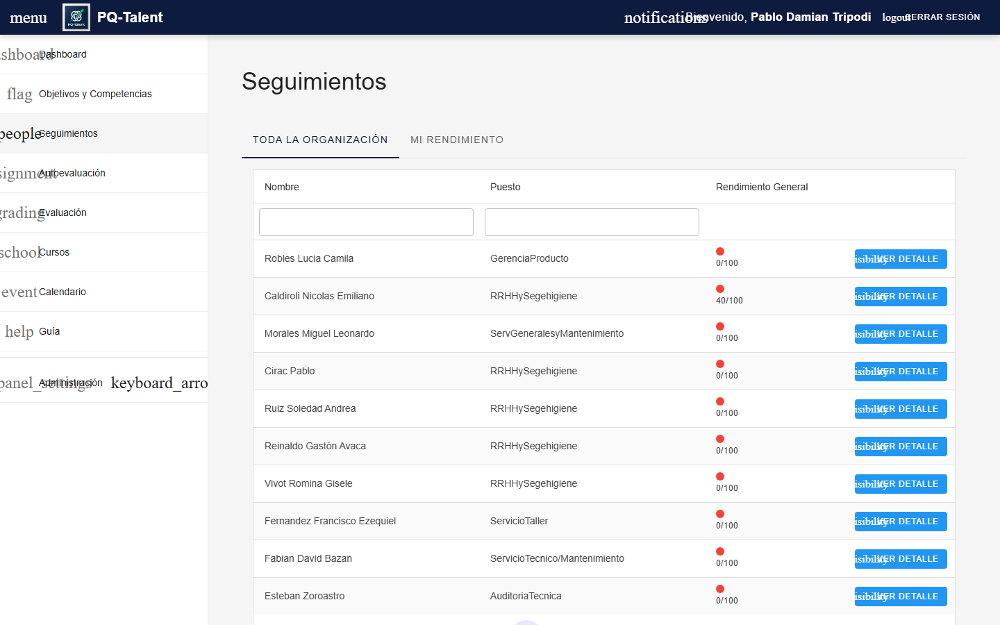 menu PQ-Talent notifications Bienvenido, Pablo Damian Tripodi logout CERRAR SESIÓN
PQ-Talent
Dashboard
flag Objetivos y Competencias
people Seguimientos
Autoevaluación
grading Evaluación
school Cursos
event Calendario
help Guía
panel_settings Administración keyboard_arro
Seguimientos
TODA LA ORGANIZACIÓN MI RENDIMIENTO
Nombre Puesto Rendimiento General
Robles Lucia Camila GerenciaProducto 0/100 isibility VER DETALLE
Caldiroli Nicolas Emiliano RRHHySegehigiene 40/100 isibility VER DETALLE
Morales Miguel Leonardo ServGeneralesyMantenimiento 0/100 isibility VER DETALLE
Cirac Pablo RRHHySegehigiene 0/100 isibility VER DETALLE
Ruiz Soledad Andrea RRHHySegehigiene 0/100 isibility VER DETALLE
Reinaldo Gastón Avaca RRHHySegehigiene 0/100 isibility VER DETALLE
Vivot Romina Gisele RRHHySegehigiene 0/100 isibility VER DETALLE
Fernandez Francisco Ezequiel ServicioTaller 0/100 isibility VER DETALLE
Fabian David Bazan ServicioTecnico/Mantenimiento 0/100 isibility VER DETALLE
Esteban Zoroastro AuditoriaTecnica 0/100 isibility VER DETALLE